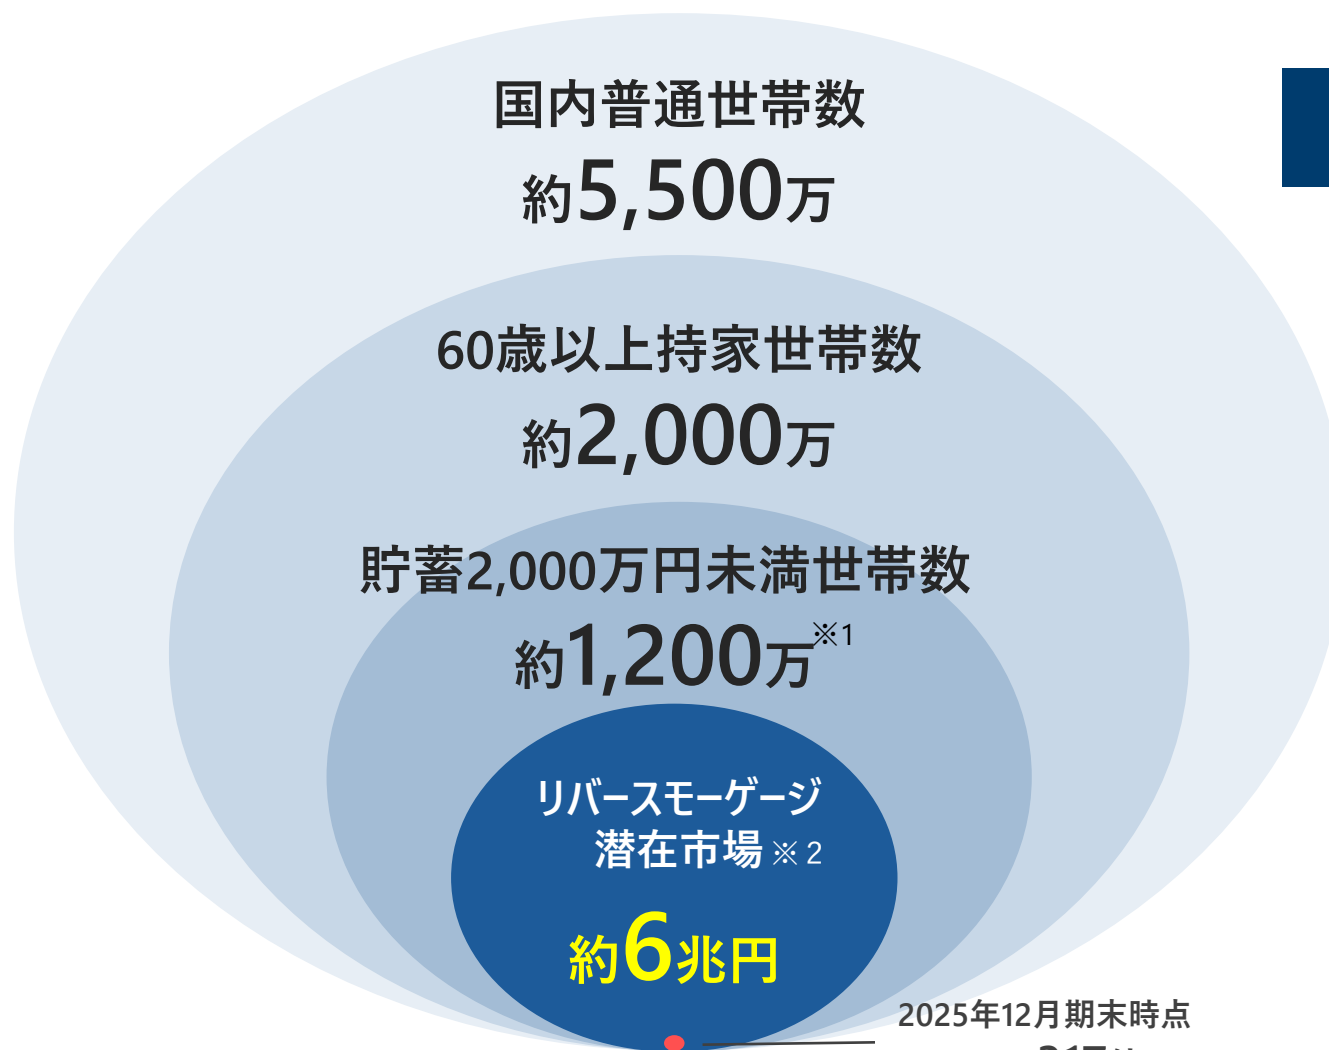 国内普通世帯数
約5,500万
60歳以上持家世帯数
約2,000万
貯蓄2,000万円未満世帯数
約1,200万※1
リバースモーゲージ
潜在市場※2
約6兆円
2025年12月期末時点